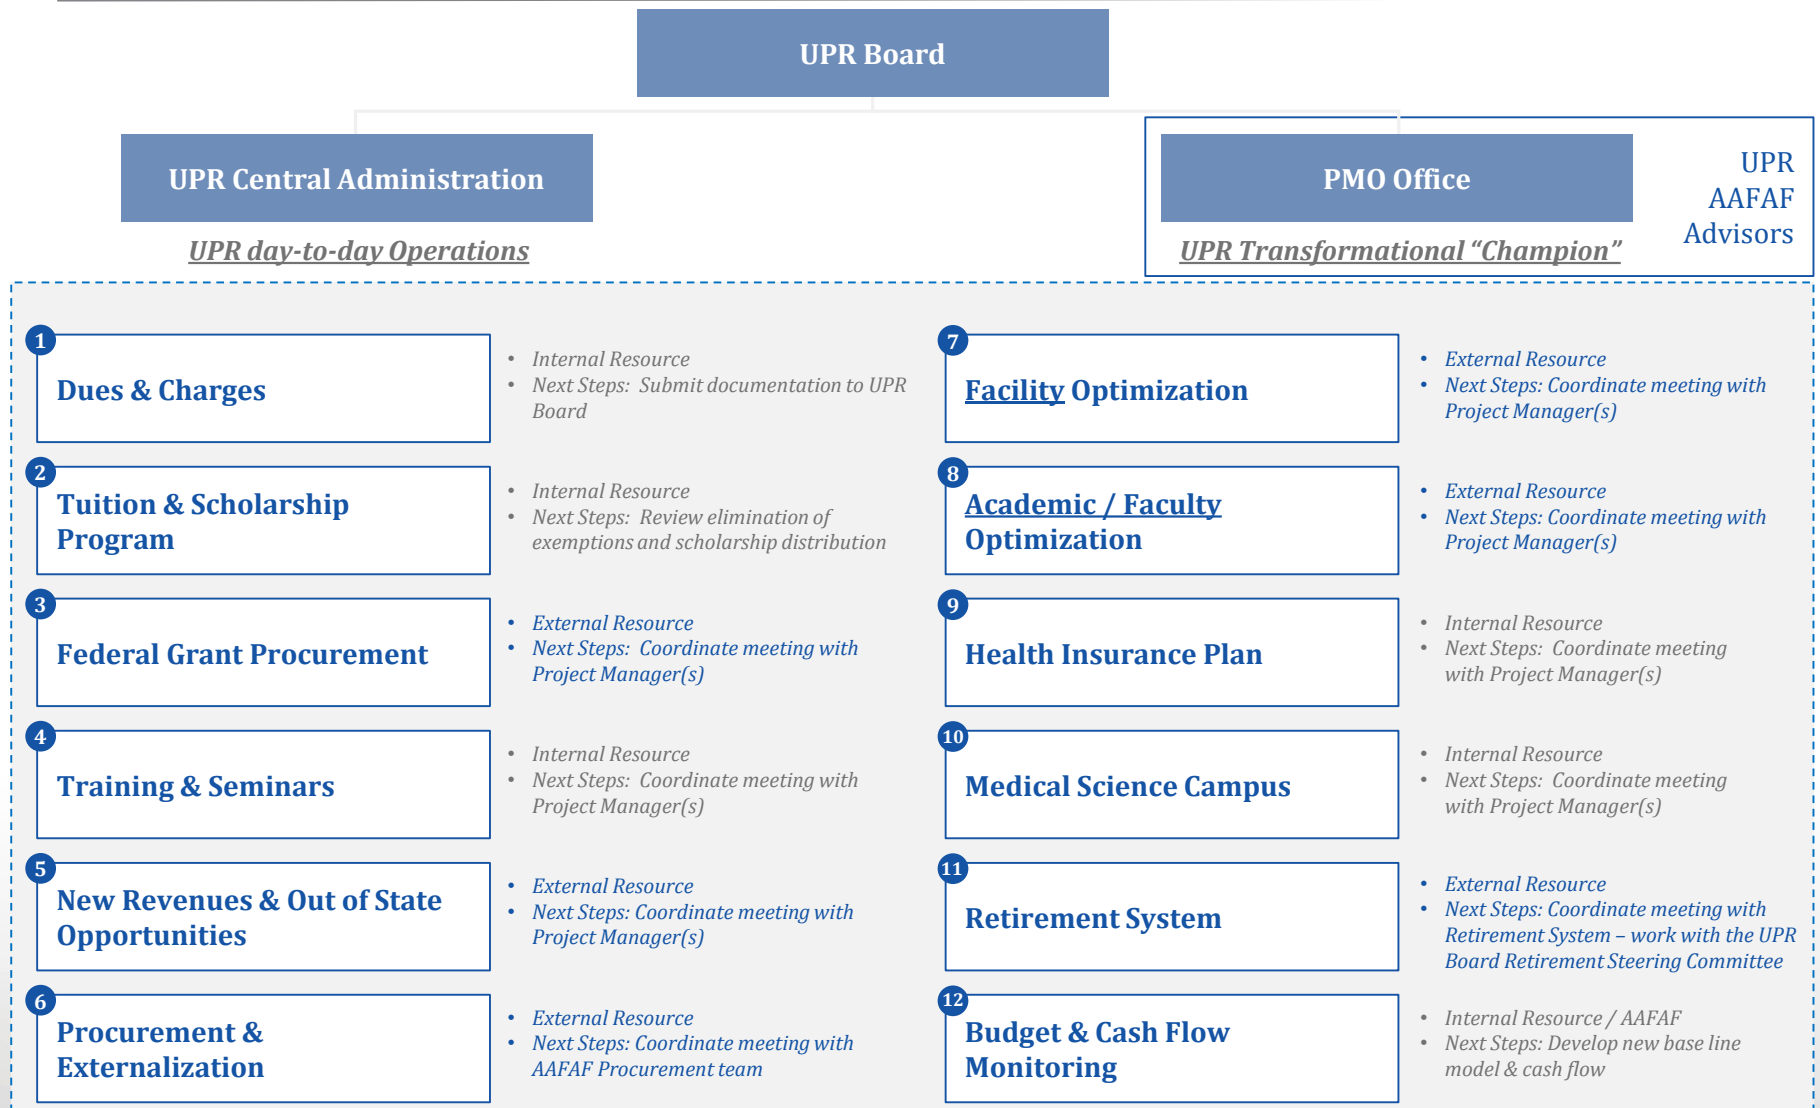 UPR Board
UPR Central Administration
PMO Office
UPR
AAFAF
Advisors
UPR day-to-day Operations
UPR Transformational “Champion”
1
Dues & Charges
• Internal Resource
• Next Steps: Submit documentation to UPR
Board
2
Tuition & Scholarship
Program
• Internal Resource
• Next Steps: Review elimination of
exemptions and scholarship distribution
3
Federal Grant Procurement
• External Resource
• Next Steps: Coordinate meeting with
Project Manager(s)
4
Training & Seminars
• Internal Resource
• Next Steps: Coordinate meeting with
Project Manager(s)
5
New Revenues & Out of State
Opportunities
• External Resource
• Next Steps: Coordinate meeting with
Project Manager(s)
6
Procurement &
Externalization
• External Resource
• Next Steps: Coordinate meeting with
AAFAF Procurement team
7
Facility Optimization
• External Resource
• Next Steps: Coordinate meeting with
Project Manager(s)
8
Academic / Faculty
Optimization
• External Resource
• Next Steps: Coordinate meeting with
Project Manager(s)
9
Health Insurance Plan
• Internal Resource
• Next Steps: Coordinate meeting
with Project Manager(s)
10
Medical Science Campus
• Internal Resource
• Next Steps: Coordinate meeting
with Project Manager(s)
11
Retirement System
• External Resource
• Next Steps: Coordinate meeting with
Retirement System – work with the UPR
Board Retirement Steering Committee
12
Budget & Cash Flow
Monitoring
• Internal Resource / AAFAF
• Next Steps: Develop new base line
model & cash flow